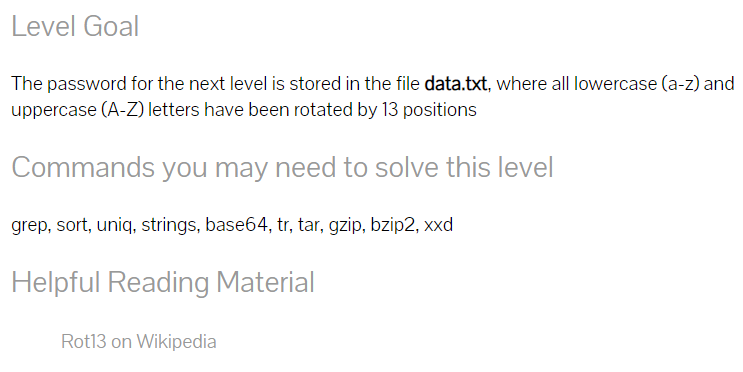 Level Goal
The password for the next level is stored in the file data.txt, where all lowercase (a-z) and
uppercase (A-Z) letters have been rotated by 13 positions
Commands you may need to solve this level
grep, sort, uniq, strings, base64, tr, tar, gzip, bzip2, xxd
Helpful Reading Material
Rot13 on Wikipedia